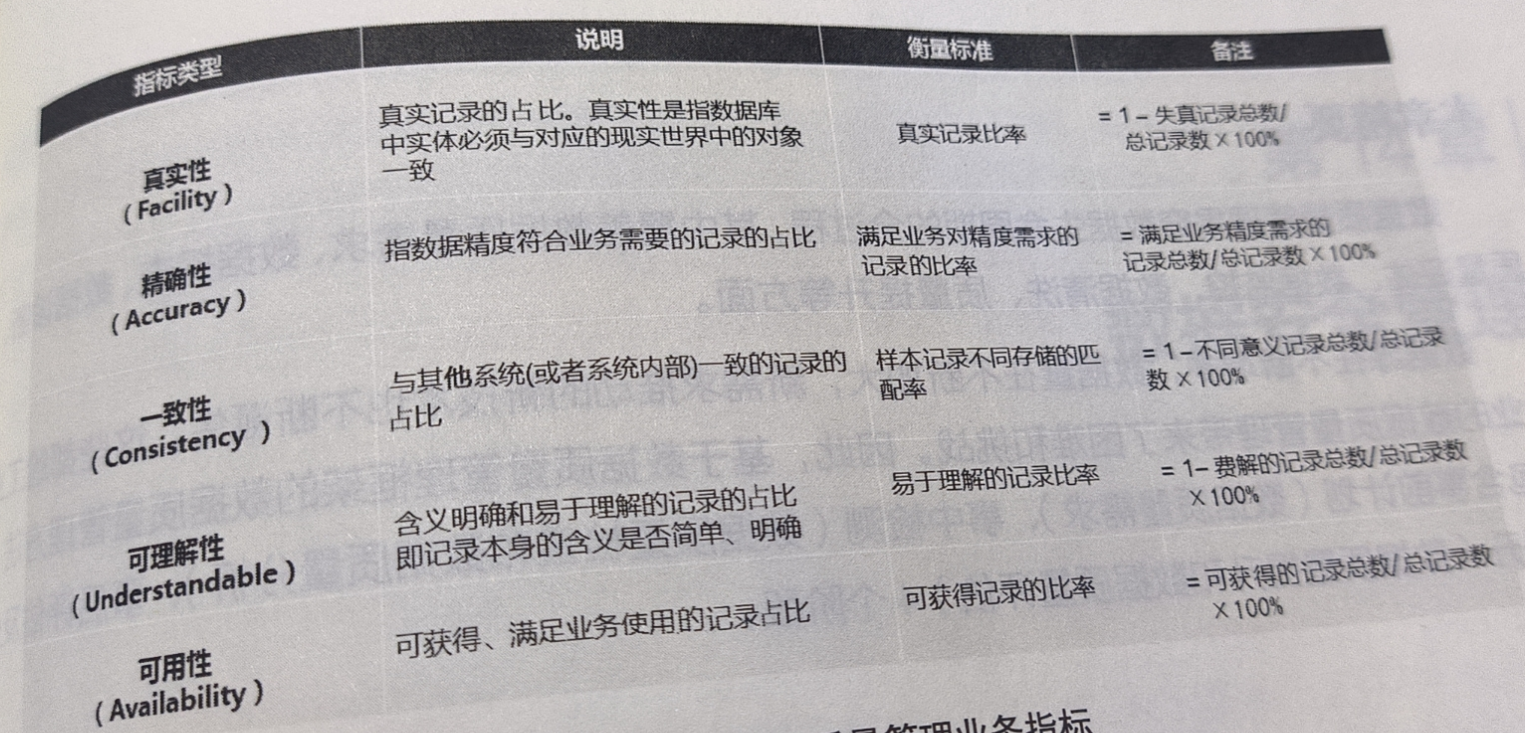 指标类型
说明
衡量标准
备注
真实性
（Facility）
真实记录的占比。真实性是指数据库
中实体必须与对应的现实世界中的对象
一致
真实记录比率
= 1 – 失真记录总数/
总记录数 × 100%
精确性
（Accuracy）
指数据精度符合业务需要的记录的占比
满足业务对精度需求的
记录的比率
= 满足业务精度需求的
记录总数/ 总记录数 × 100%
一致性
（Consistency ）
与其他系统(或者系统内部)一致的记录的
占比
样本记录不同存储的匹
配率
= 1 –不同意义记录总数/总记录
数 × 100%
可理解性
（Understandable）
含义明确和易于理解的记录的占比
即记录本身的含义是否简单、明确
易于理解的记录比率
= 1– 费解的记录总数/总记录数
× 100%
可用性
（Availability）
可获得、满足业务使用的记录占比
可获得记录的比率
= 可获得的记录总数/ 总记录数
× 100%
管理业务指标